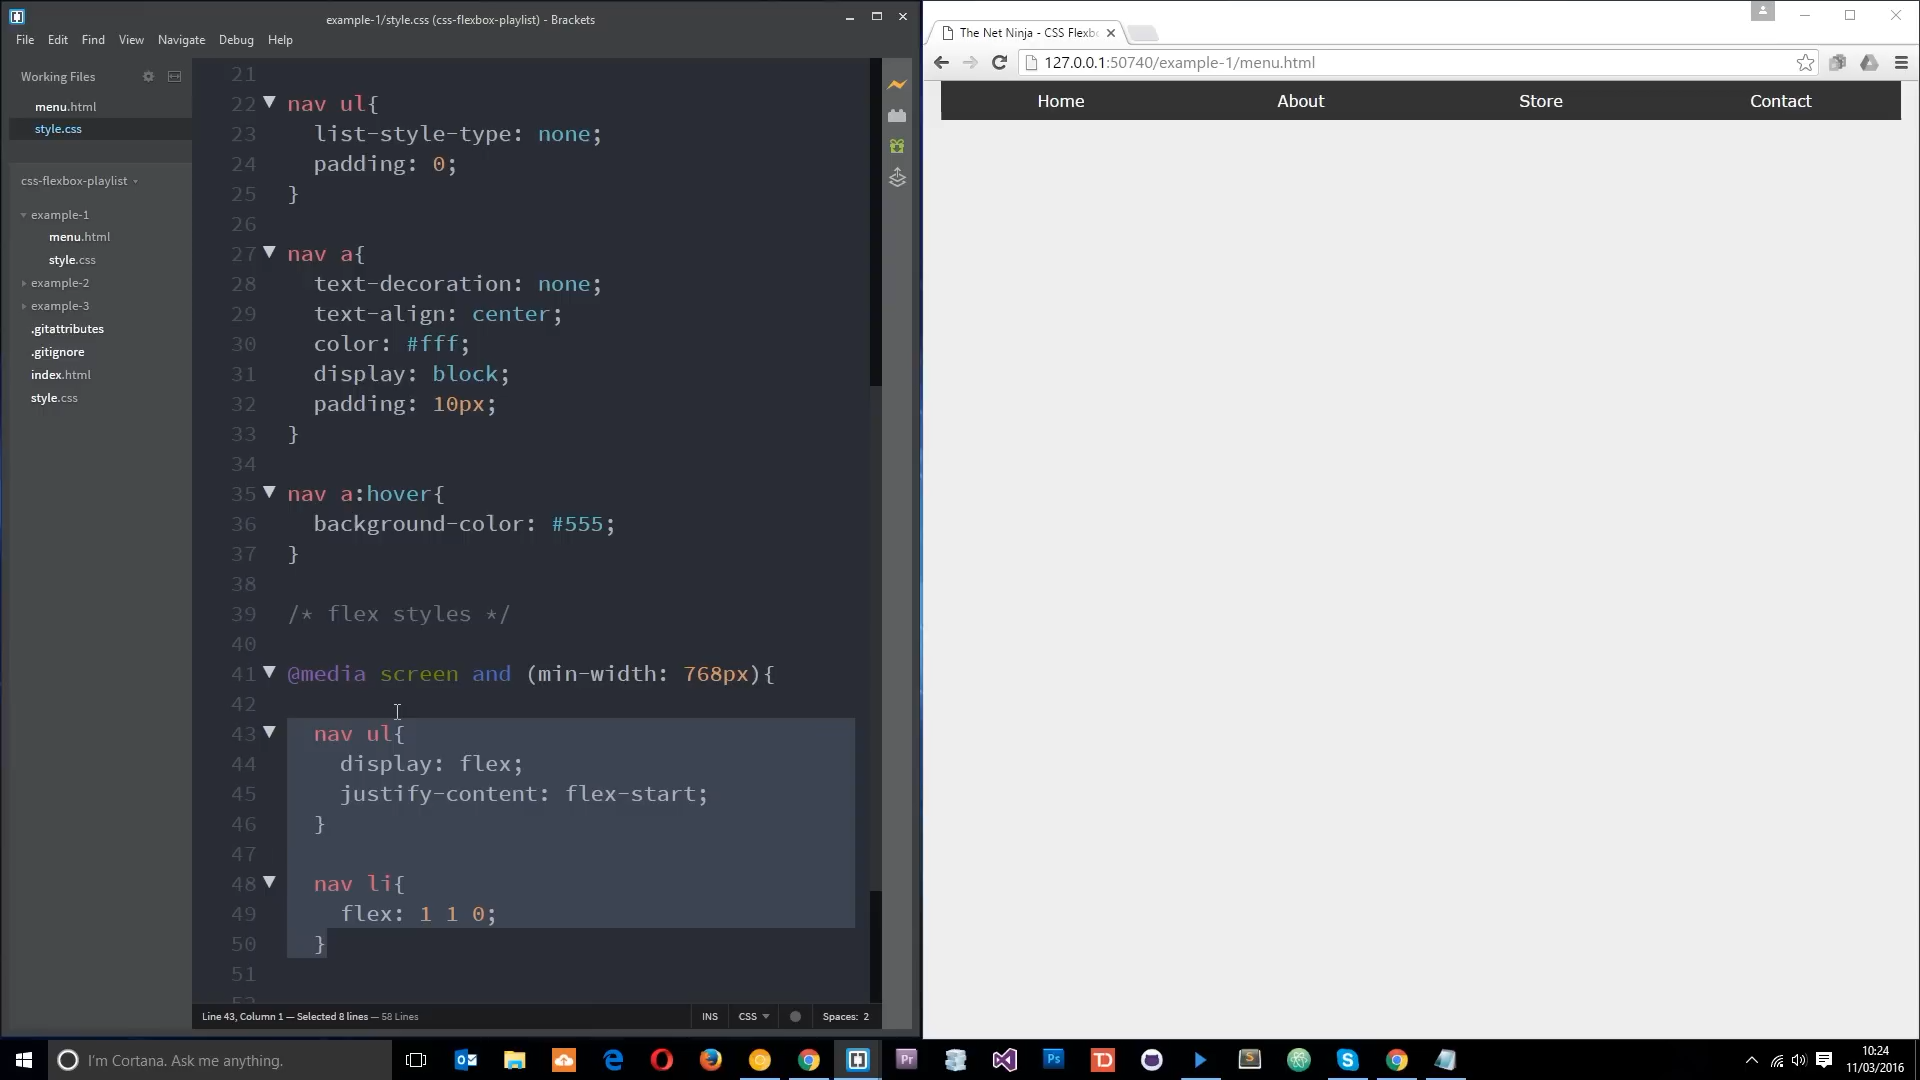 example-1/style.css (css-flexbox-playlist) - Brackets
File Edit Find View Navigate Debug Help
Working Files
menu.html
style.css
css-flexbox-playlist
example-1
menu.html
style.css
example-2
example-3
.gitattributes
.gitignore
index.html
style.css
21
22 nav ul{
23 list-style-type: none;
24 padding: 0;
25 }
26
27 nav a{
28 text-decoration: none;
29 text-align: center;
30 color: #fff;
31 display: block;
32 padding: 10px;
33 }
34
35 nav a:hover{
36 background-color: #555;
37 }
38
39 /* flex styles */
40
41 @media screen and (min-width: 768px){
42
43 nav ul{
44 display: flex;
45 justify-content: flex-start;
46 }
47
48 nav li{
49 flex: 1 1 0;
50 }
51
Line 43, Column 1 — Selected 8 lines — 58 Lines
INS CSS Spaces: 2
The Net Ninja - CSS Flexbo
127.0.0.1:50740/example-1/menu.html
Home About Store Contact
I'm Cortana. Ask me anything.
Pr
Ps
TD
S
10:24
11/03/2016